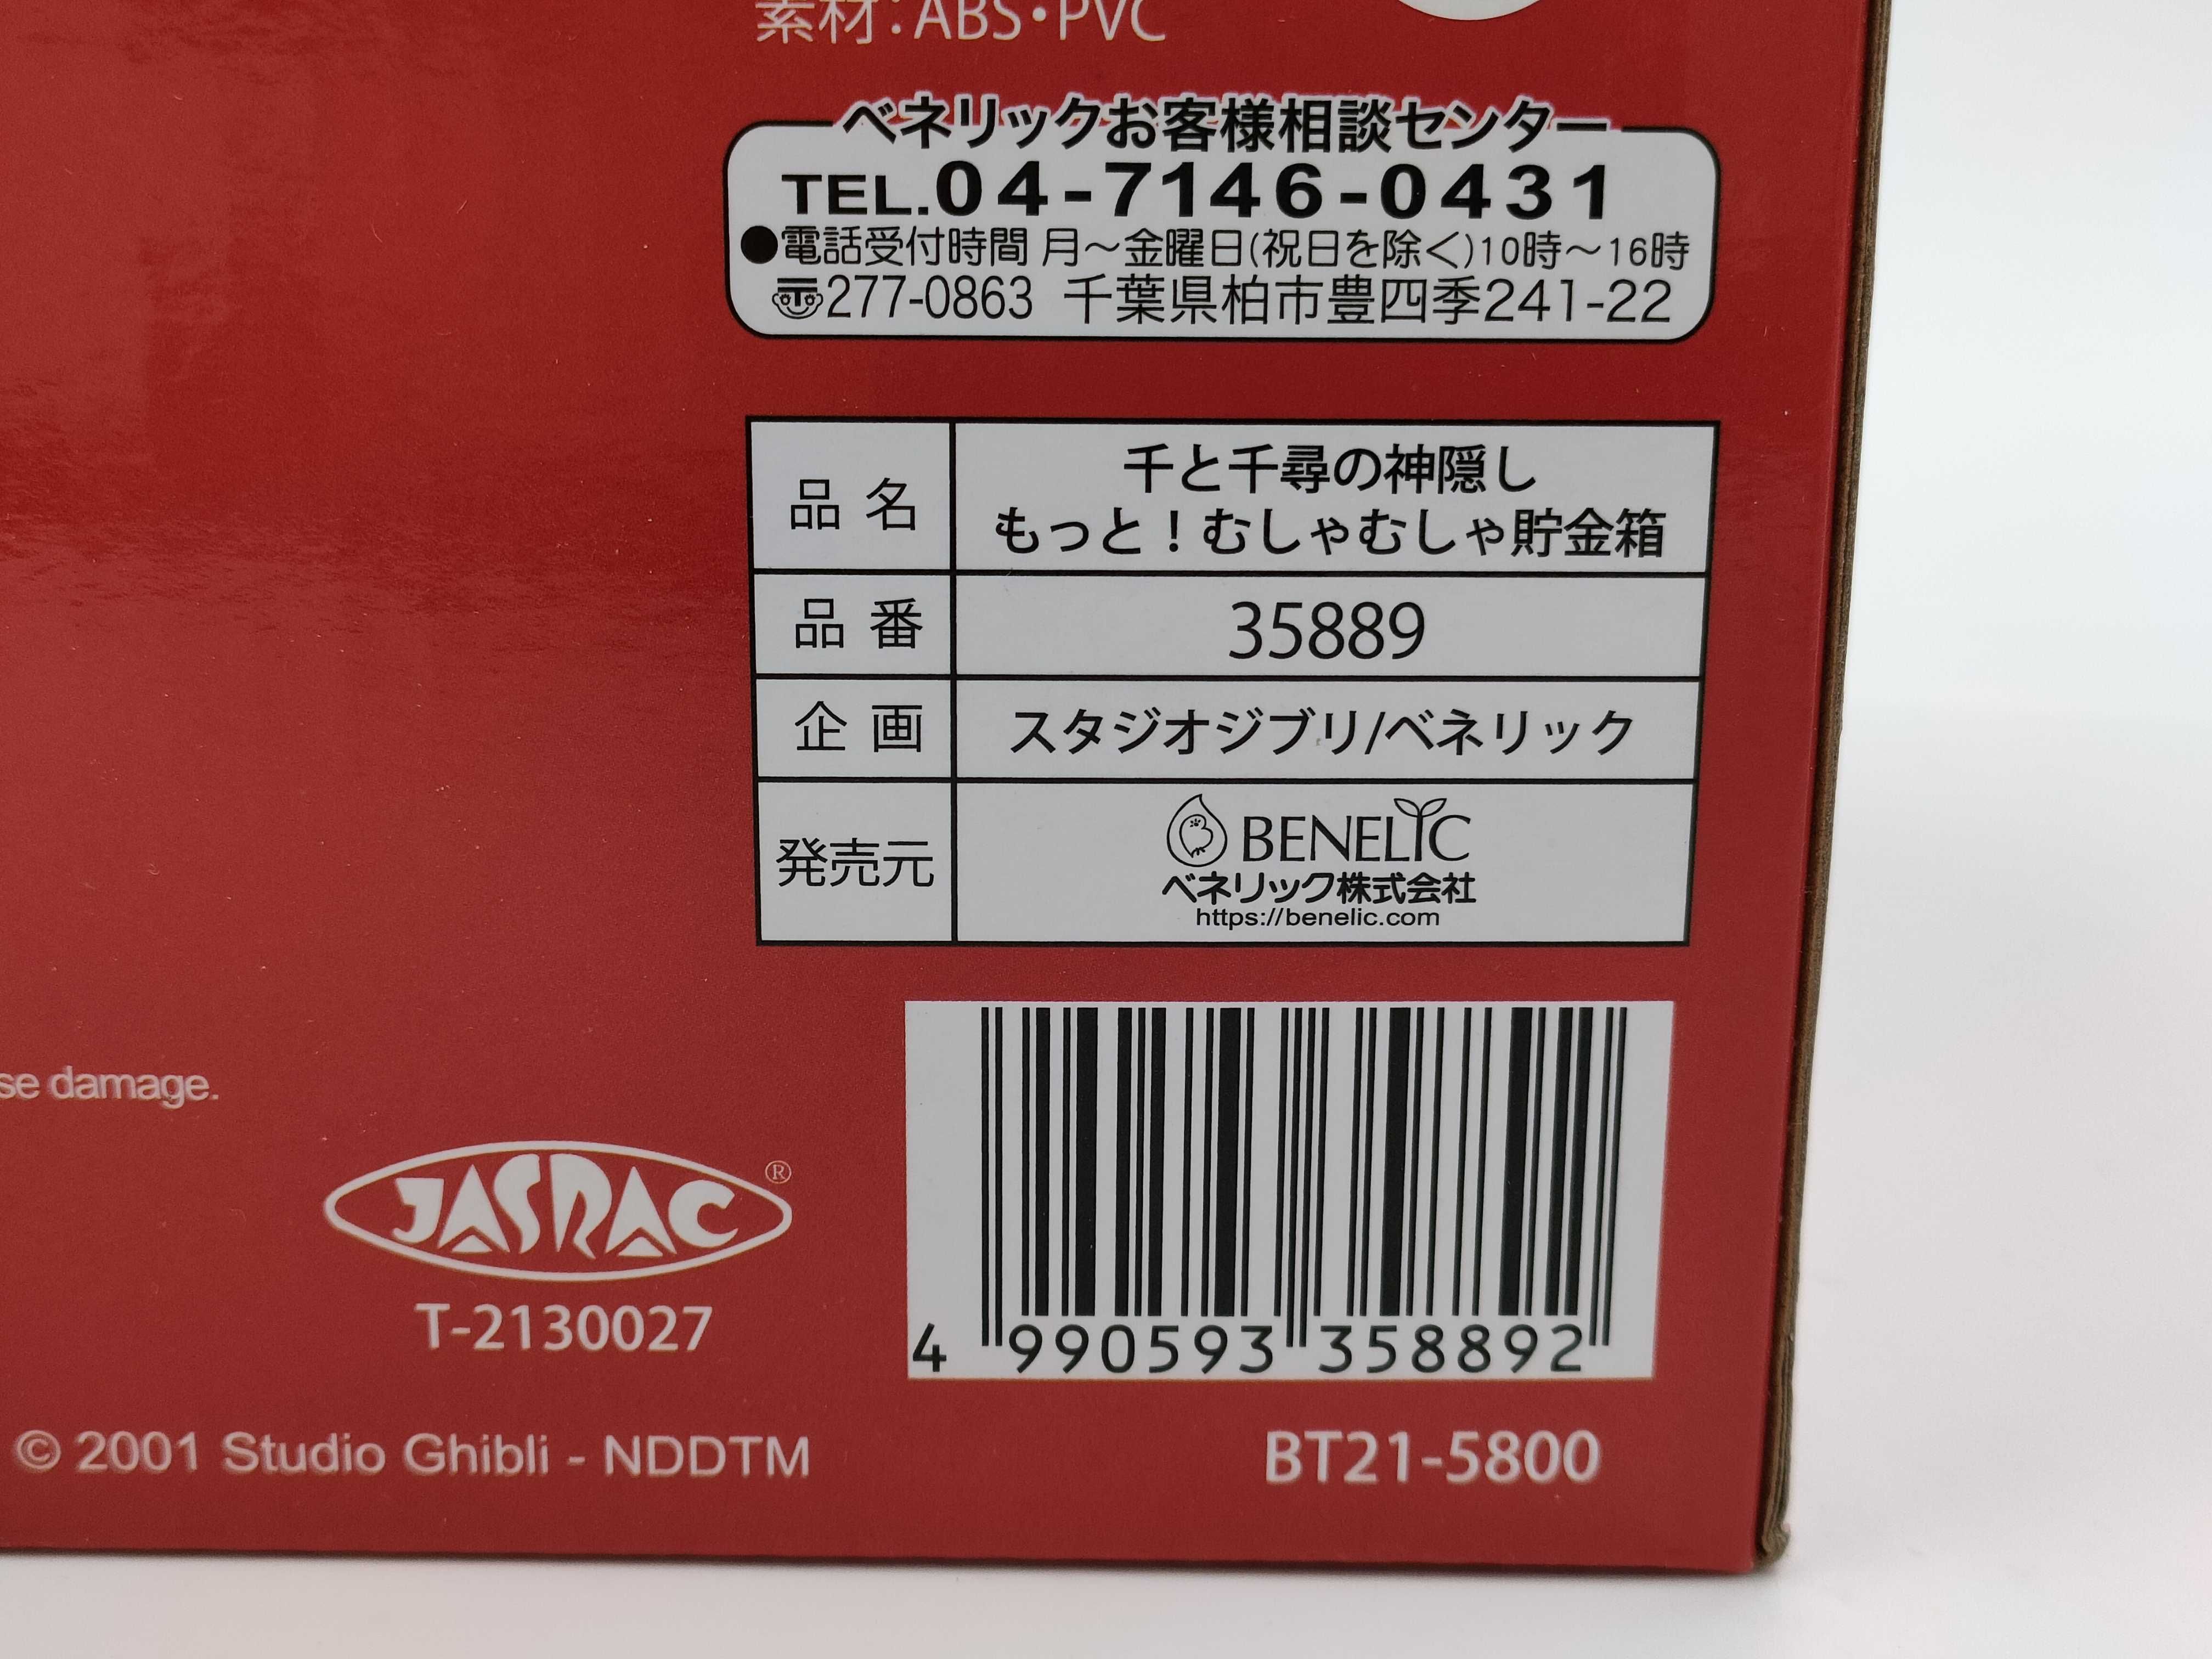 素材：ABS・PVC
ベネリックお客様相談センター
TEL.04-7146-0431
●電話受付時間 月～金曜日(祝日を除く)10時～16時
277-0863 千葉県柏市豊四季241-22
品名
千と千尋の神隠し
もっと！むしゃむしゃ貯金箱
品番 35889
企画 スタジオジブリ/ベネリック
発売元
BENELIC
ベネリック株式会社
https://benelic.com
se damage.
JASRAC®
T-2130027
4 990593 358892
© 2001 Studio Ghibli - NDDTM
BT21-5800